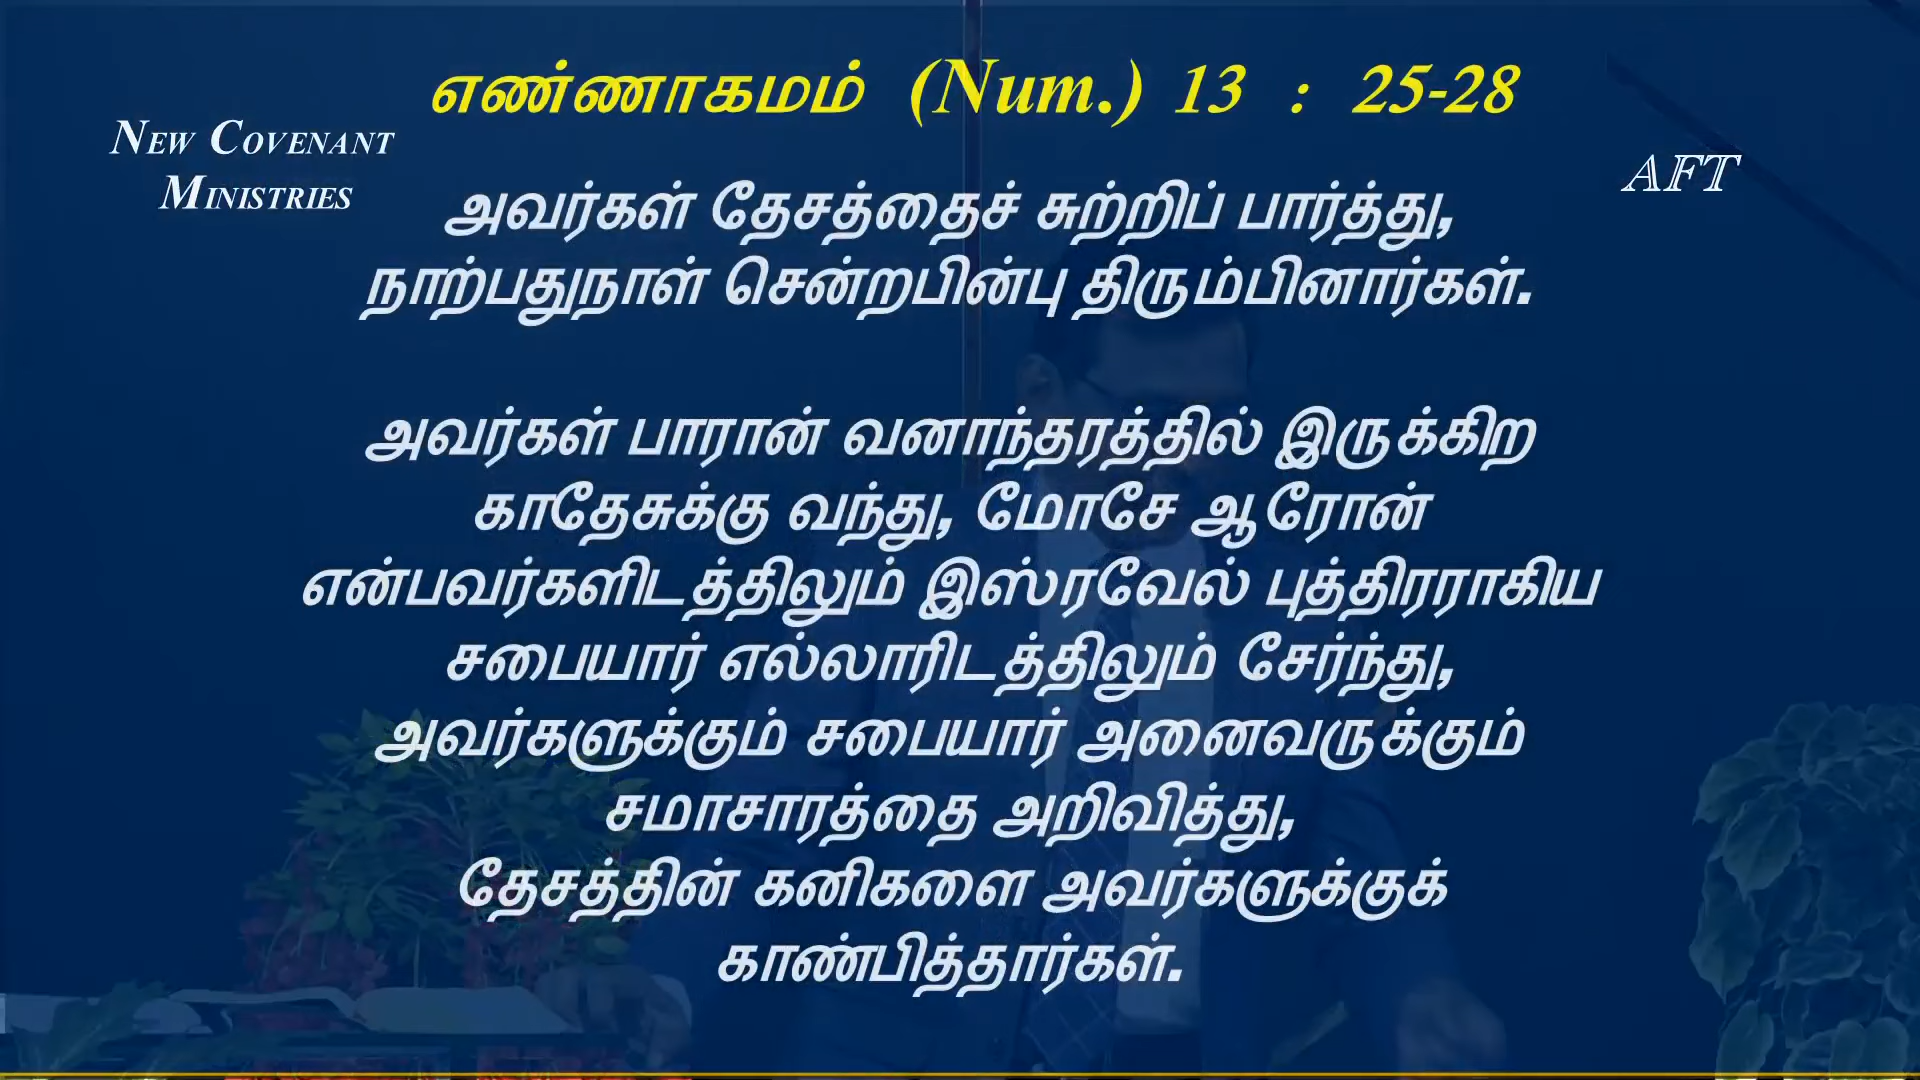 எண்ணாகமம் (Num.) 13 : 25-28
NEW COVENANT
MINISTRIES
AFT
அவர்கள் தேசத்தைச் சுற்றிப் பார்த்து,
நாற்பதுநாள் சென்றபின்பு திரும்பினார்கள்.
அவர்கள் பாரான் வனாந்தரத்தில் இருக்கிற
காதேசுக்கு வந்து, மோசே ஆரோன்
என்பவர்களிடத்திலும் இஸ்ரவேல் புத்திரராகிய
சபையார் எல்லாரிடத்திலும் சேர்ந்து,
அவர்களுக்கும் சபையார் அனைவருக்கும்
சமாசாரத்தை அறிவித்து,
தேசத்தின் கனிகளை அவர்களுக்குக்
காண்பித்தார்கள்.